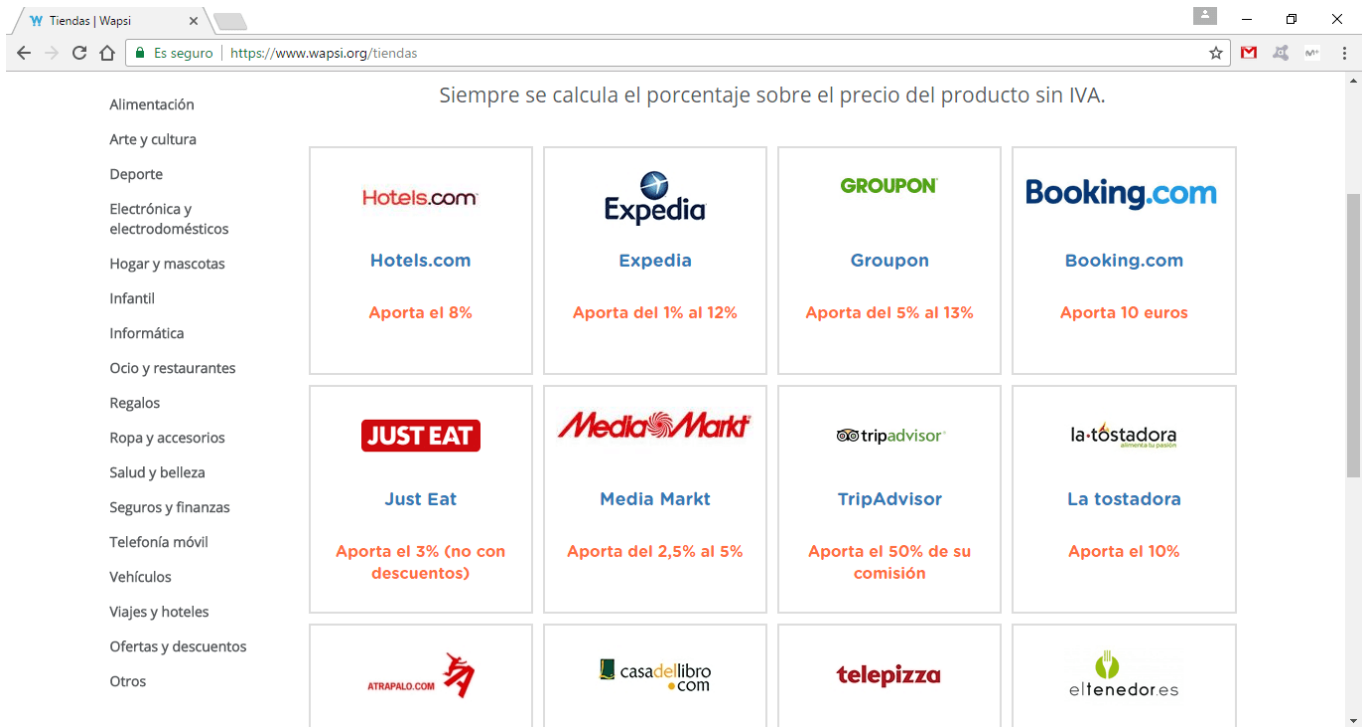 Tiendas | Wapsi
Es seguro | https://www.wapsi.org/tiendas
Siempre se calcula el porcentaje sobre el precio del producto sin IVA.
Alimentación
Arte y cultura
Deporte
Electrónica y
electrodomésticos
Hogar y mascotas
Infantil
Informática
Ocio y restaurantes
Regalos
Ropa y accesorios
Salud y belleza
Seguros y finanzas
Telefonía móvil
Vehículos
Viajes y hoteles
Ofertas y descuentos
Otros
Hotels.com
Hotels.com
Aporta el 8%
Expedia
Expedia
Aporta del 1% al 12%
GROUPON
Groupon
Aporta del 5% al 13%
Booking.com
Booking.com
Aporta 10 euros
JUST EAT
Just Eat
Aporta el 3% (no con
descuentos)
Media Markt
Media Markt
Aporta del 2,5% al 5%
tripadvisor
TripAdvisor
Aporta el 50% de su
comisión
la·tostadora
alimenta tu pasión
La tostadora
Aporta el 10%
ATRAPALO.COM
casadellibro
.com
telepizza
eltenedor.es